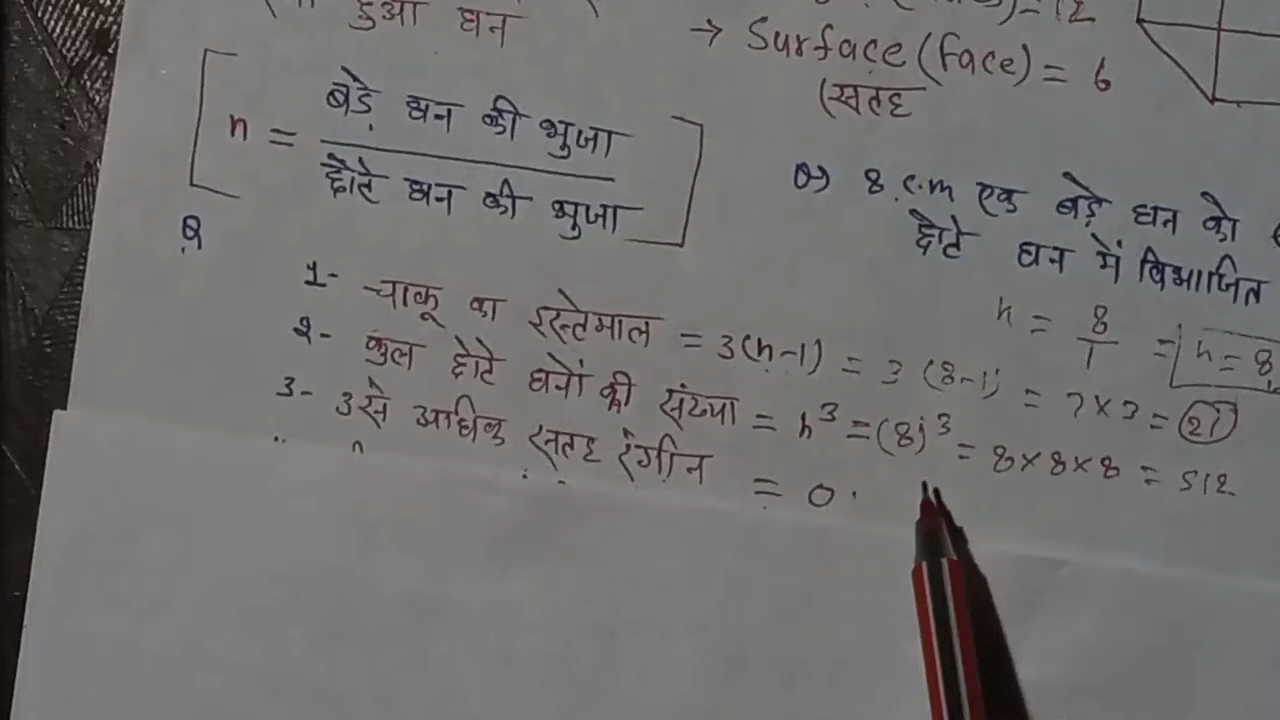 हुआ घन
= 12
→ Surface (face) = 6
(सतह
[ n = बड़े घन की भुजा
छोटे घन की भुजा ]
Q) 8 c.m एक बड़े घन को
छोटे घन में विभाजित
n = 8/1 = n = 8
Q
1- चाकू का इस्तेमाल = 3(n-1) = 3(8-1) = 7×3 = 21
2- कुल छोटे घनों की संख्या = n³ = (8)³ = 8×8×8 = 512
3- 3 से अधिक सतह रंगीन = 0